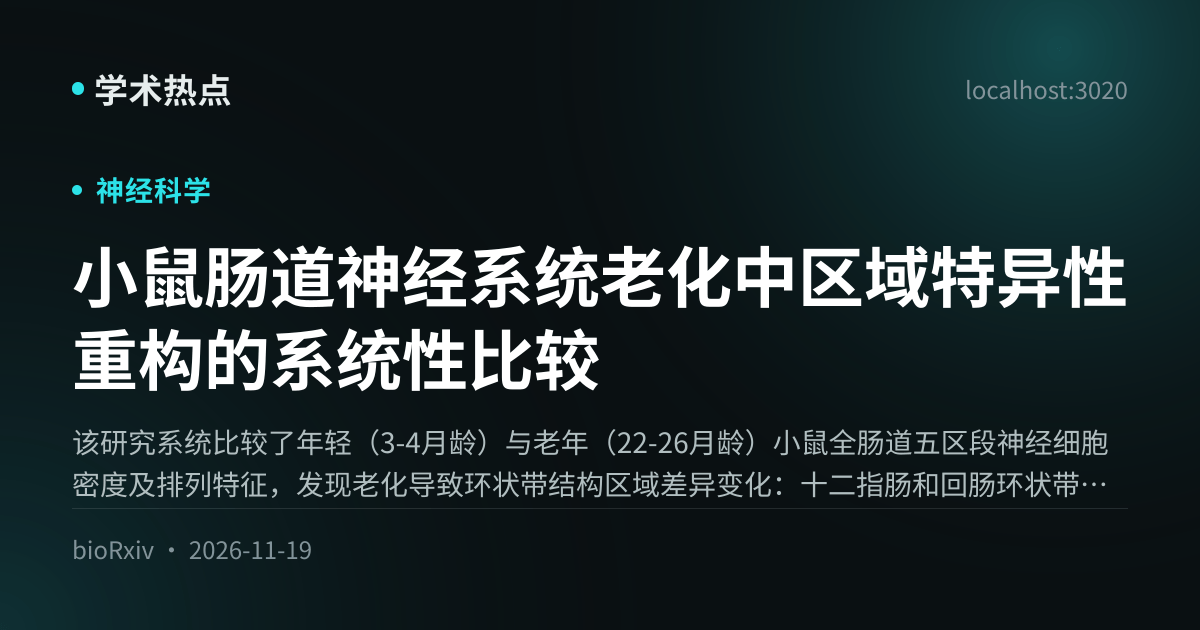 学术热点
localhost:3020
神经科学
小鼠肠道神经系统老化中区域特异性
重构的系统性比较
该研究系统比较了年轻（3-4月龄）与老年（22-26月龄）小鼠全肠道五区段神经细胞
密度及排列特征，发现老化导致环状带结构区域差异变化：十二指肠和回肠环状带…
bioRxiv • 2026-11-19